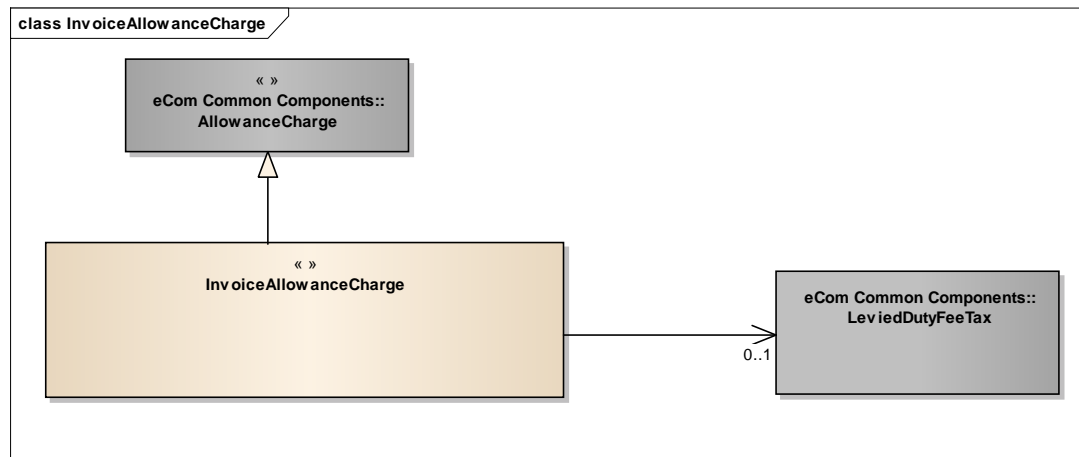 class InvoiceAllowanceCharge
« »
eCom Common Components::
AllowanceCharge
« »
InvoiceAllowanceCharge
eCom Common Components::
LeviedDutyFeeTax
0..1